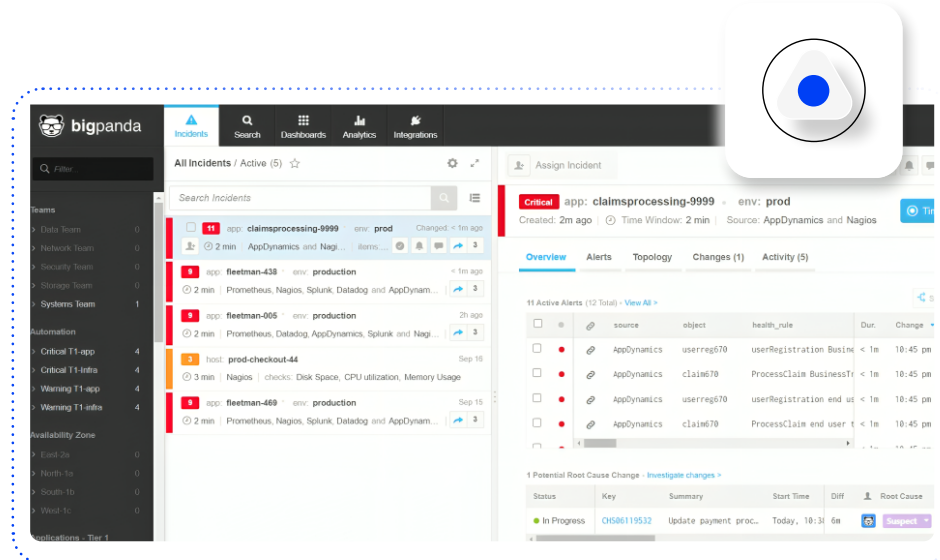 bigpanda
Incidents
Search
Dashboards
Analytics
Integrations
Filter...
Teams
Data Team 0
Network Team 0
Security Team 0
Storage Team 0
Systems Team 1
Automation
Critical T1-app 4
Critical T1-Infra 4
Warning T1-app 4
Warning T1-infra 4
Availability Zone
East-2a 0
North-1a 0
South-1b 0
West-1c 0
Applications - Tier 1
All Incidents / Active (5)
Search Incidents
11 app: claimsprocessing-9999 env: prod Changed: < 1m ago
2 min AppDynamics and Nagi... items:... 3
9 app: fleetman-438 env: production < 1m ago
2 min Prometheus, Nagios, Splunk, Datadog and AppDynam... 3
9 app: fleetman-005 env: production 2h ago
2 min Prometheus, Datadog, AppDynamics, Splunk and Nagi... 3
3 host: prod-checkout-44 Sep 16
3 min Nagios checks: Disk Space, CPU utilization, Memory Usage
9 app: fleetman-469 env: production Sep 15
2 min Prometheus, Nagios, Splunk, Datadog and AppDynam... 3
Assign Incident
Critical app: claimsprocessing-9999 env: prod
Created: 2m ago Time Window: 2 min Source: AppDynamics and Nagios
Overview Alerts Topology Changes (1) Activity (5)
11 Active Alerts (12 Total) - View All >
source object health_rule Dur. Change
AppDynamics userreg670 userRegistration Busine < 1m 10:45 pm
AppDynamics claim670 ProcessClaim BusinessTr < 1m 10:45 pm
AppDynamics userreg670 userRegistration end us < 1m 10:45 pm
AppDynamics claim670 ProcessClaim end user t < 1m 10:45 pm
1 Potential Root Cause Change - Investigate changes >
Status Key Summary Start Time Diff Root Cause
In Progress CHS06119532 Update payment proc... Today, 10:38 6m Suspect